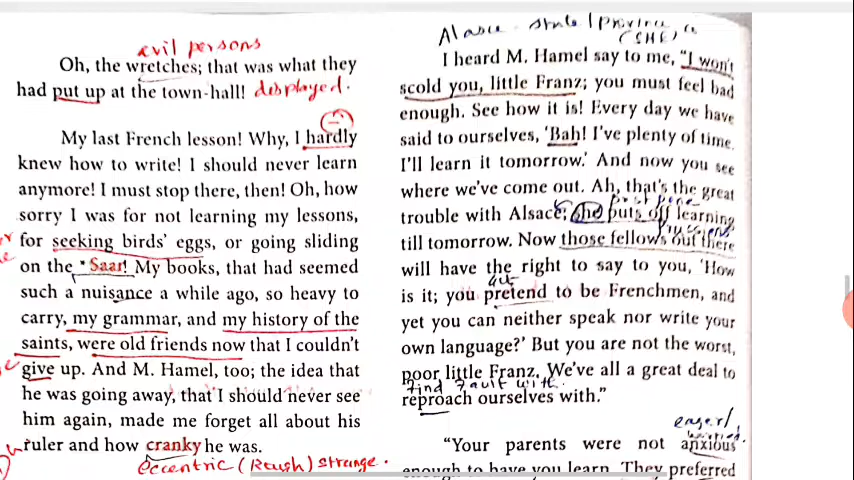 evil persons
Oh, the wretches; that was what they
had put up at the town-hall! displayed.
(-)
My last French lesson! Why, I hardly
knew how to write! I should never learn
anymore! I must stop there, then! Oh, how
sorry I was for not learning my lessons,
for seeking birds' eggs, or going sliding
on the *Saar! My books, that had seemed
such a nuisance a while ago, so heavy to
carry, my grammar, and my history of the
saints, were old friends now that I couldn't
give up. And M. Hamel, too; the idea that
he was going away, that I should never see
him again, made me forget all about his
ruler and how cranky he was.
eccentric (Rough) strange.
Alsace - state / province
(SHE)
I heard M. Hamel say to me, "I won't
scold you, little Franz; you must feel bad
enough. See how it is! Every day we have
said to ourselves, 'Bah! I've plenty of time.
I'll learn it tomorrow.' And now you see
where we've come out. Ah, that's the great
postpone
trouble with Alsace; she puts off learning
till tomorrow. Now those fellows out there
will have the right to say to you, 'How
act
is it; you pretend to be Frenchmen, and
yet you can neither speak nor write your
own language?' But you are not the worst,
poor little Franz. We've all a great deal to
find fault with.
reproach ourselves with."
eager/
worried.
"Your parents were not anxious
enough to have you learn. They preferred